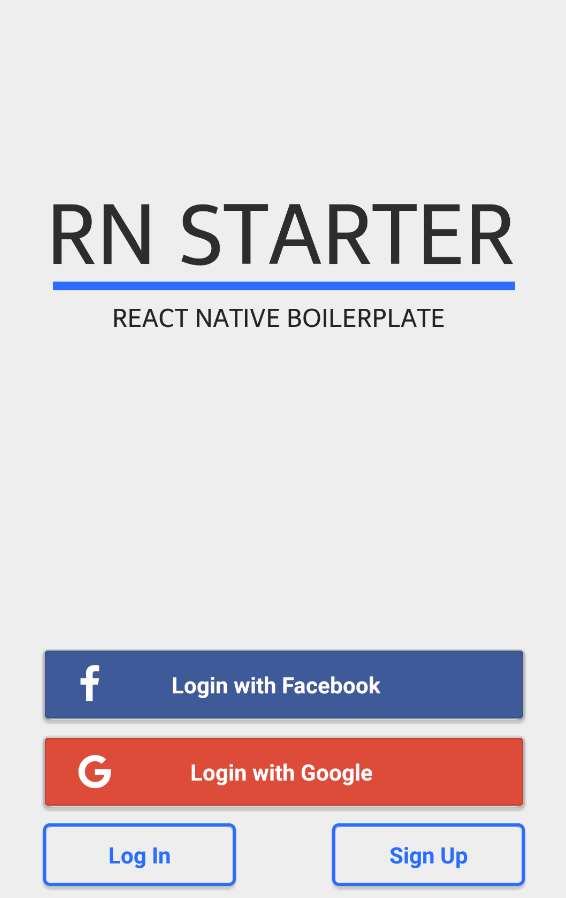 RN STARTER
REACT NATIVE BOILERPLATE
Login with Facebook
Login with Google
Log In
Sign Up